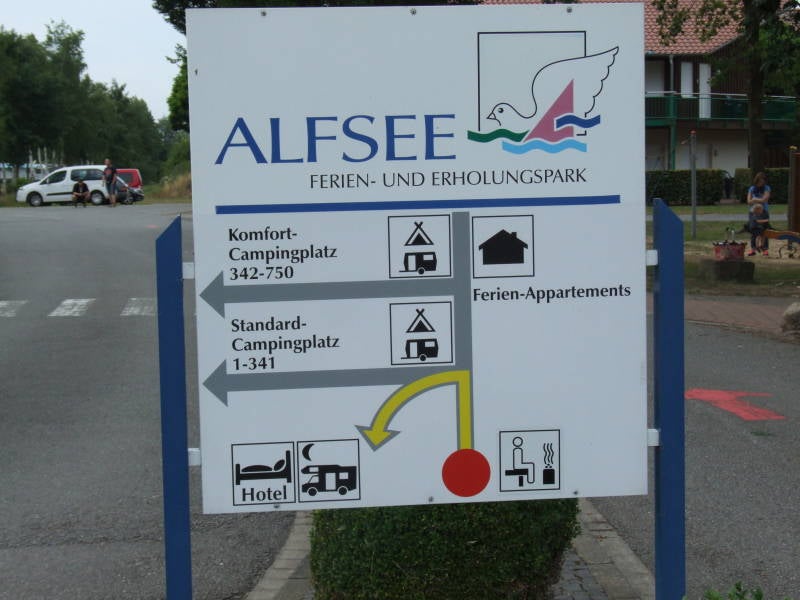 ALFSEE
FERIEN- UND ERHOLUNGSPARK
Komfort-
Campingplatz
342-750
Ferien-Appartements
Standard-
Campingplatz
1-341
Hotel